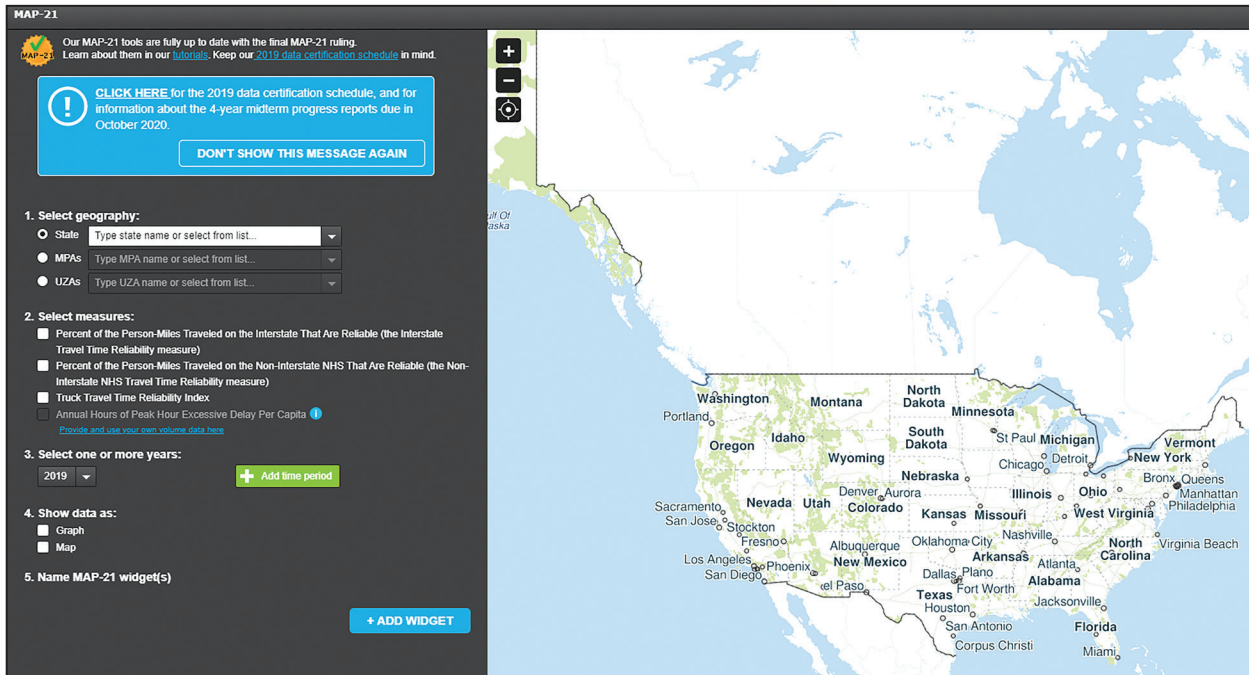 MAP-21
MAP-21
Our MAP-21 tools are fully up to date with the final MAP-21 ruling.
Learn about them in our tutorials. Keep our 2019 data certification schedule in mind.
CLICK HERE for the 2019 data certification schedule, and for
information about the 4-year midterm progress reports due in
October 2020.
DON'T SHOW THIS MESSAGE AGAIN
1. Select geography:
State Type state name or select from list...
MPAs Type MPA name or select from list...
UZAs Type UZA name or select from list...
2. Select measures:
Percent of the Person-Miles Traveled on the Interstate That Are Reliable (the Interstate
Travel Time Reliability measure)
Percent of the Person-Miles Traveled on the Non-Interstate NHS That Are Reliable (the Non-
Interstate NHS Travel Time Reliability measure)
Truck Travel Time Reliability Index
Annual Hours of Peak Hour Excessive Delay Per Capita i
Provide and use your own volume data here
3. Select one or more years:
2019 + Add time period
4. Show data as:
Graph
Map
5. Name MAP-21 widget(s)
+ ADD WIDGET
+
−
Gulf Of
Washington
Montana
North
Dakota
Minnesota
Portland
Oregon
Idaho
South
Dakota
St Paul
Michigan
Vermont
Wyoming
Chicago
Detroit
New York
Nebraska
Bronx
Queens
Manhattan
Philadelphia
Nevada
Utah
Denver
Aurora
Colorado
Illinois
Ohio
Sacramento
San Jose
Stockton
Kansas
Missouri
West Virginia
Fresno
Albuquerque
New Mexico
Oklahoma City
Nashville
Arkansas
North
Carolina
Virginia Beach
Los Angeles
San Diego
Phoenix
Atlanta
Dallas
Plano
Fort Worth
Alabama
el Paso
Texas
Houston
Jacksonville
San Antonio
Florida
Corpus Christi
Miami